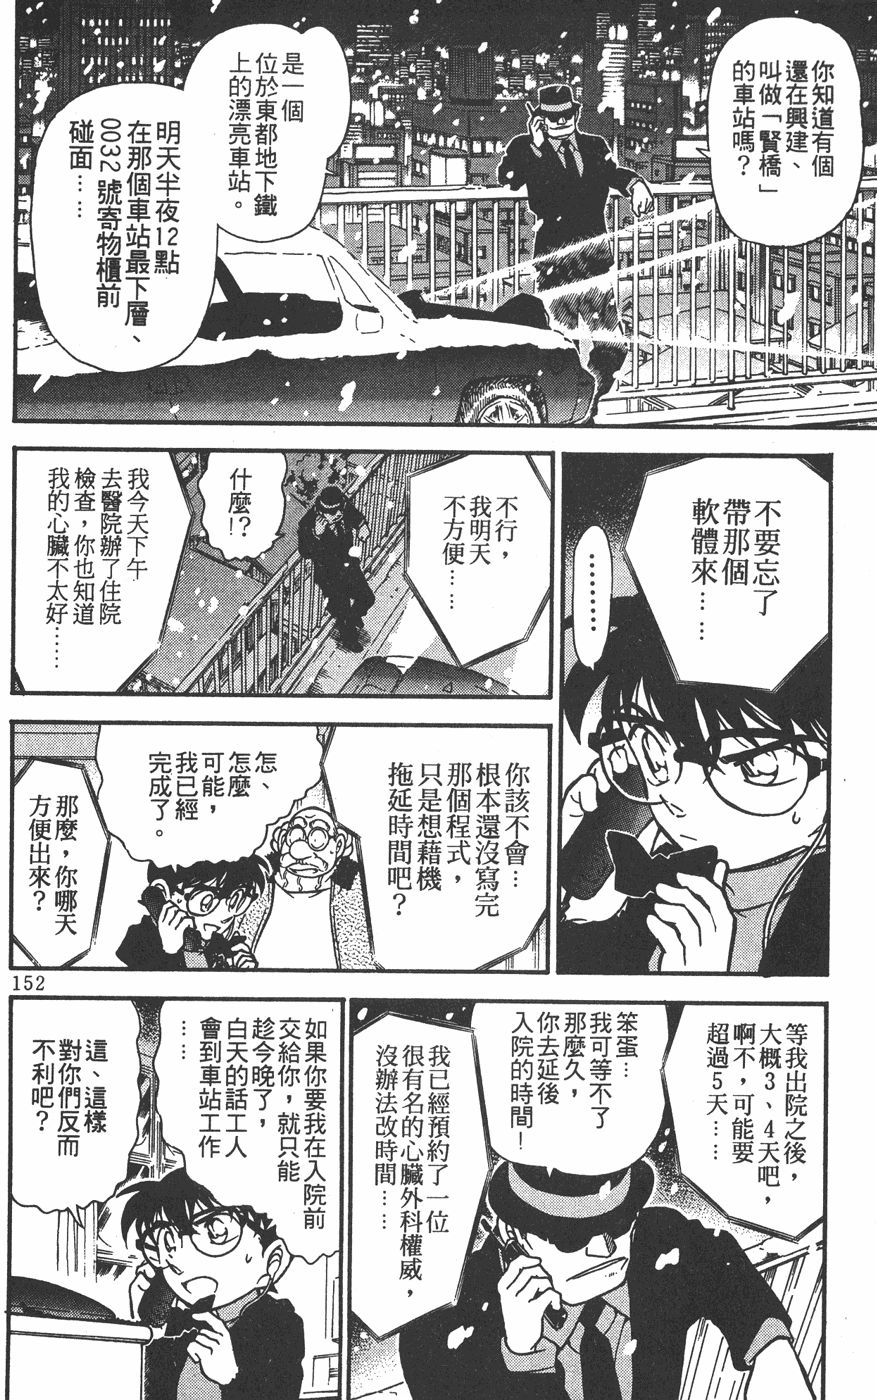 你知道有個
還在興建、
叫做「賢橋」
的車站嗎？
是一個
位於東都地下鐵
上的漂亮車站。
明天半夜12點
在那個車站最下層、
0032號寄物櫃前
碰面……
不要忘了
帶那個
軟體來……
………
不行，
我明天
不方便……
什麼!?
我今天下午
去醫院辦了住院
檢查，你也知道
我的心臟不太好……
你該不會…
根本還沒寫完
那個程式，
只是想藉機
拖延時間吧？
怎、
怎麼
可能，
我已經
完成了。
那麼，你哪天
方便出來？
152
等我出院之後，
大概3、4天吧，
啊不，可能要
超過5天……
笨蛋…
我可等不了
那麼久，
你去延後
入院的時間！
我已經預約了一位
很有名的心臟外科權威，
沒辦法改時間……
如果你要我在入院前
交給你，就只能
趁今晚了，
白天的話工人
會到車站工作
……
這、這樣
對你們反而
不利吧？